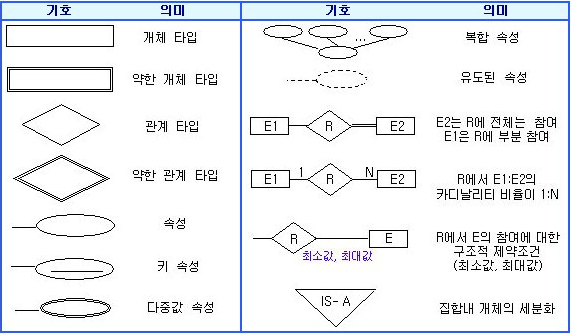 기호 의미 기호 의미
개체 타입
약한 개체 타입
관계 타입
약한 관계 타입
속성
키 속성
다중값 속성
... 복합 속성
유도된 속성
E1 R E2 E2는 R에 전체는 참여
E1은 R에 부분 참여
E1 1 R N E2 R에서 E1:E2의
카디날리티 비율이 1:N
R E R에서 E의 참여에 대한
최소값, 최대값 구조적 제약조건
(최소값, 최대값)
IS-A 집합내 개체의 세분화